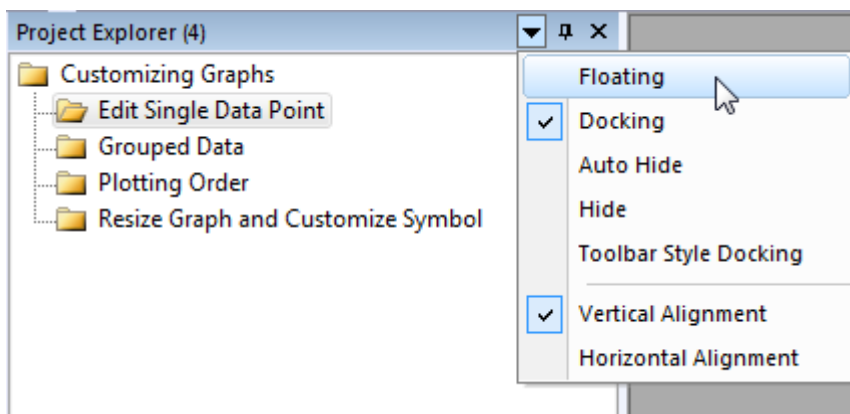 Project Explorer (4)
Customizing Graphs
Edit Single Data Point
Grouped Data
Plotting Order
Resize Graph and Customize Symbol
Floating
Docking
Auto Hide
Hide
Toolbar Style Docking
Vertical Alignment
Horizontal Alignment